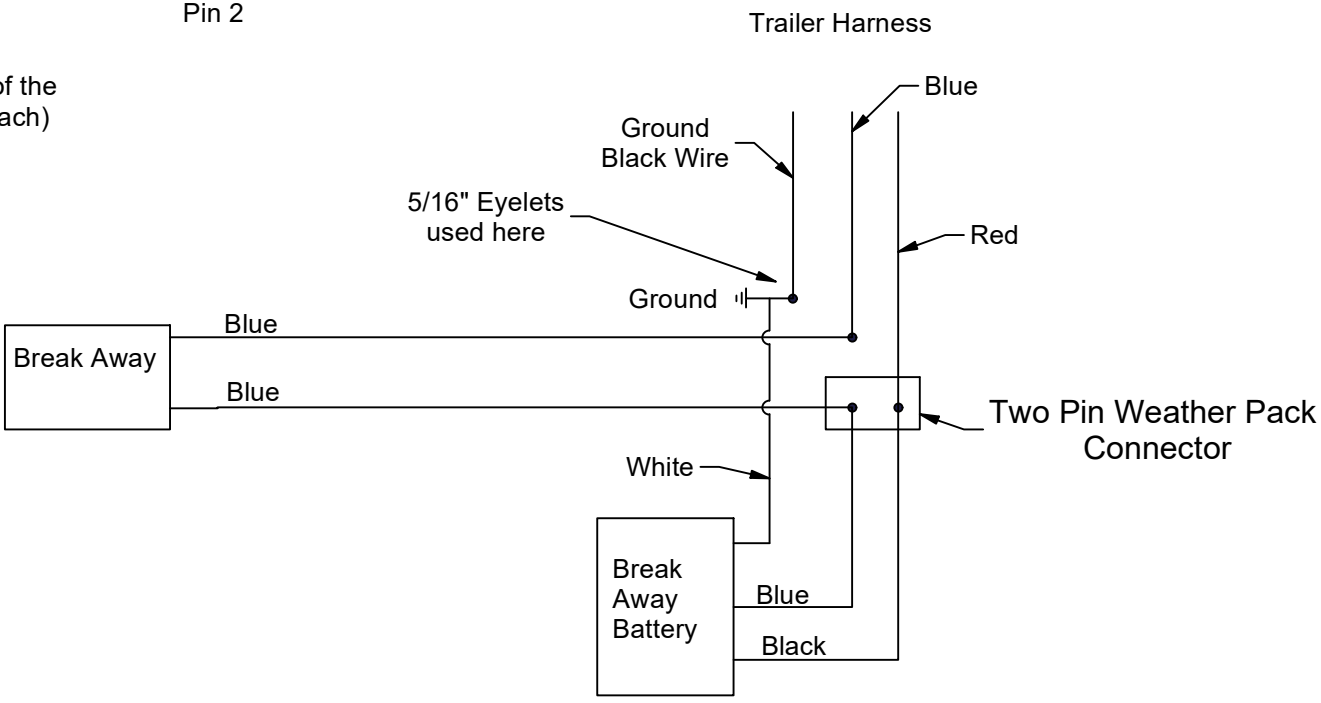 Pin 2
Trailer Harness
of the
ach)
Blue
Ground
Black Wire
5/16" Eyelets
used here
Red
Ground
Blue
Break Away
Blue
Two Pin Weather Pack
Connector
White
Break
Away
Battery
Blue
Black